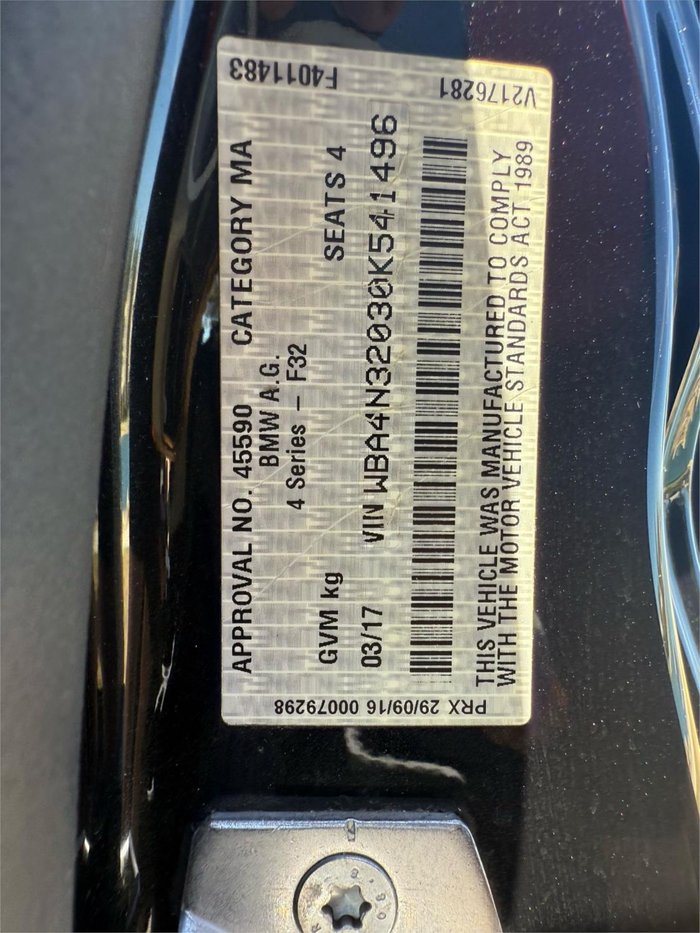 F4011483
V2176281
APPROVAL NO. 45590 CATEGORY MA
BMW A.G.
4 Series – F32
GVM kg SEATS 4
03/17 VIN WBA4N32030K541496
THIS VEHICLE WAS MANUFACTURED TO COMPLY
WITH THE MOTOR VEHICLE STANDARDS ACT 1989
PRX 29/09/16 00079298